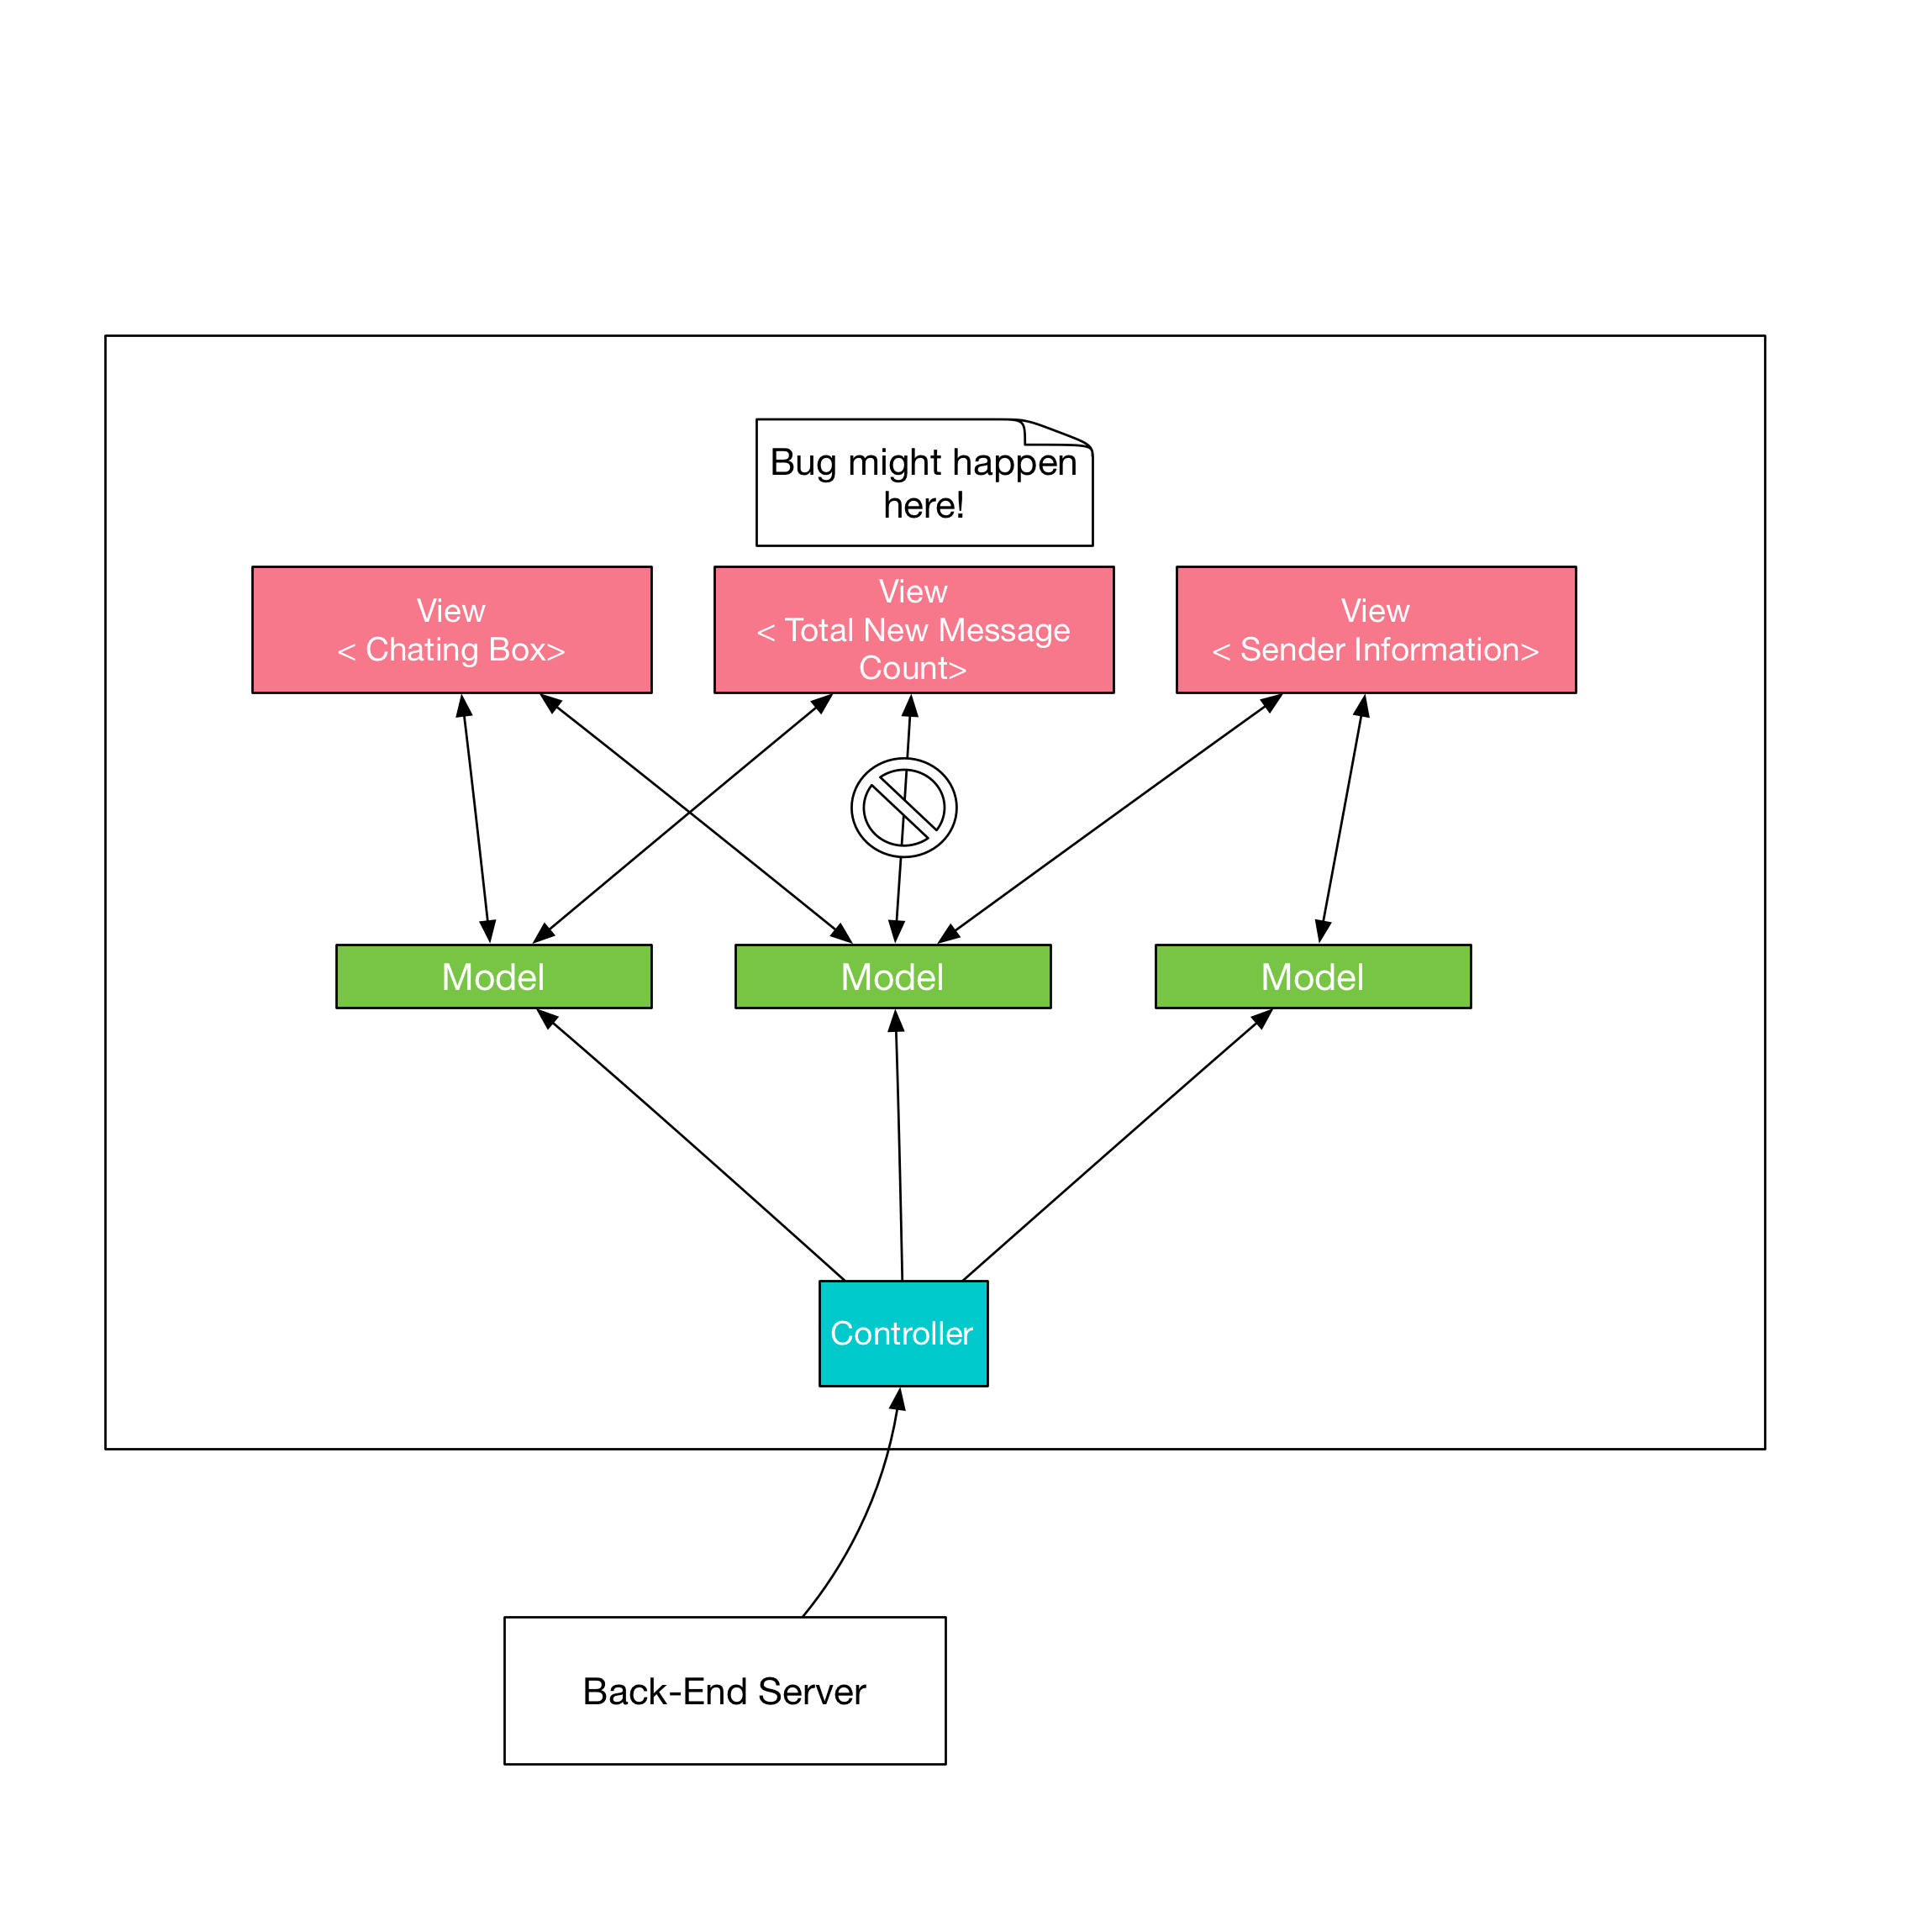 Bug might happen
here!
View
< Chating Box>
View
< Total New Message
Count>
View
< Sender Information>
Model
Model
Model
Controller
Back-End Server